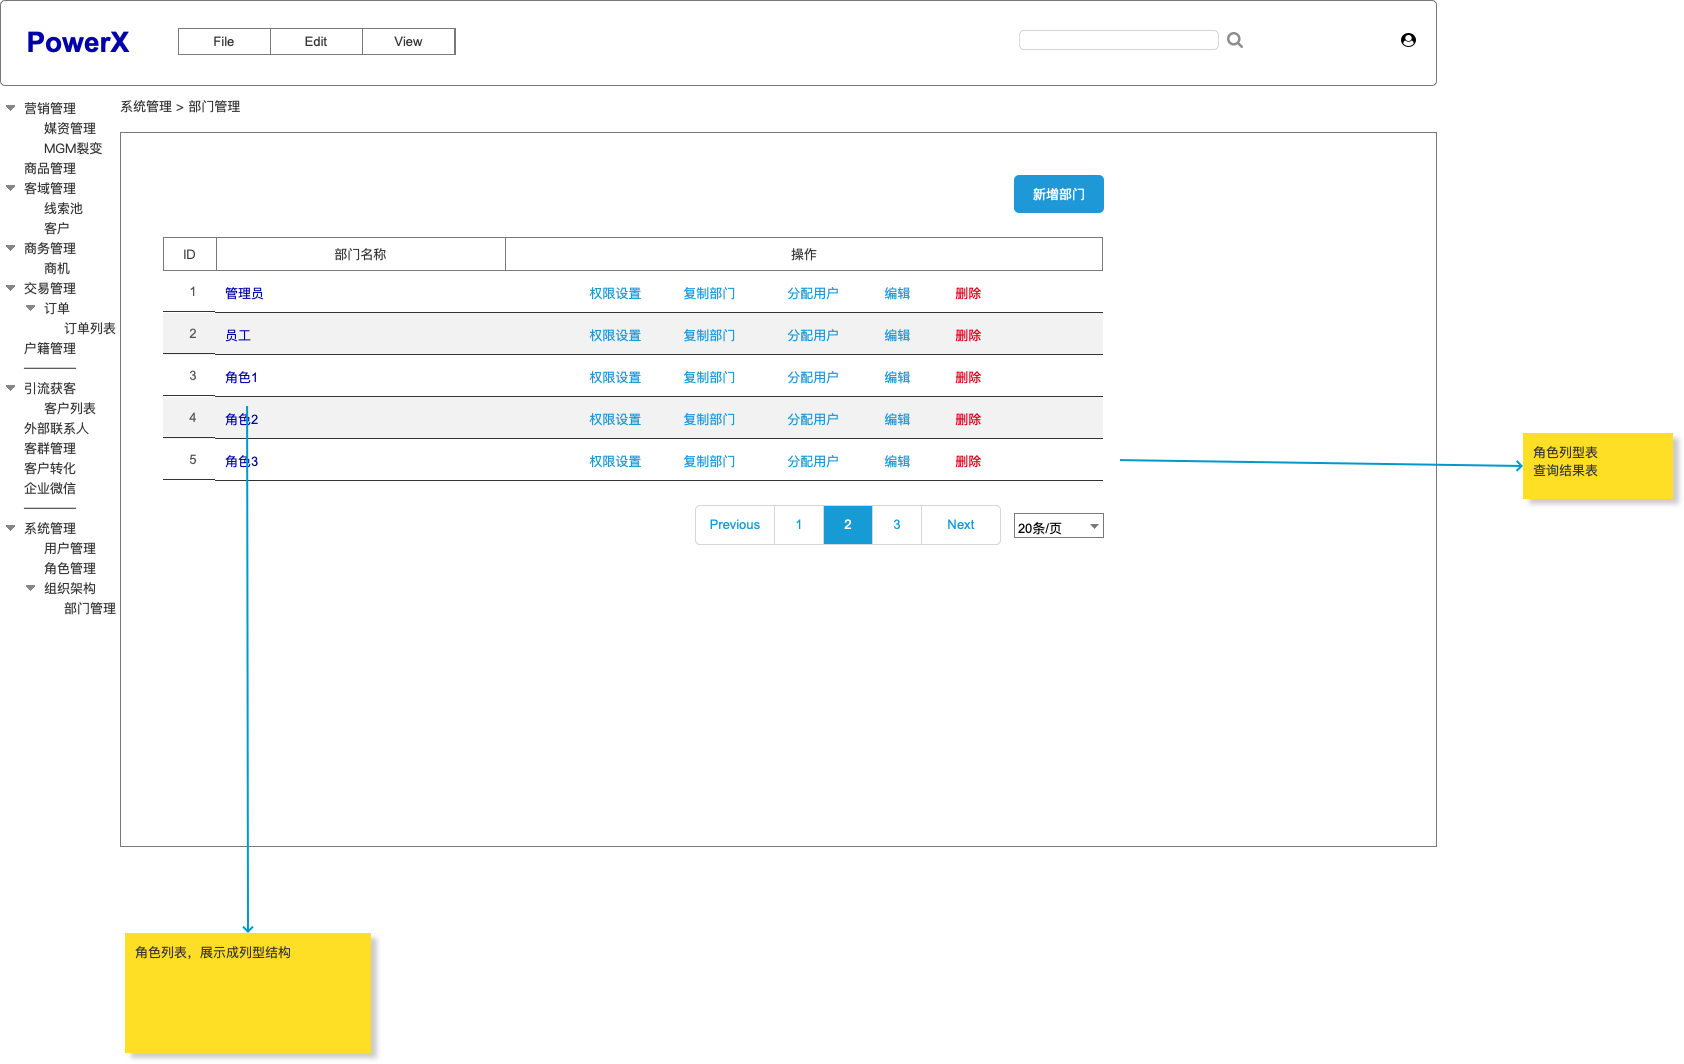 PowerX
File Edit View
系统管理 > 部门管理
营销管理
媒资管理
MGM裂变
商品管理
客域管理
线索池
客户
商务管理
商机
交易管理
订单
订单列表
户籍管理
引流获客
客户列表
外部联系人
客群管理
客户转化
企业微信
系统管理
用户管理
角色管理
组织架构
部门管理
新增部门
ID 部门名称 操作
1 管理员 权限设置 复制部门 分配用户 编辑 删除
2 员工 权限设置 复制部门 分配用户 编辑 删除
3 角色1 权限设置 复制部门 分配用户 编辑 删除
4 角色2 权限设置 复制部门 分配用户 编辑 删除
5 角色3 权限设置 复制部门 分配用户 编辑 删除
Previous 1 2 3 Next 20条/页
角色列型表
查询结果表
角色列表，展示成列型结构